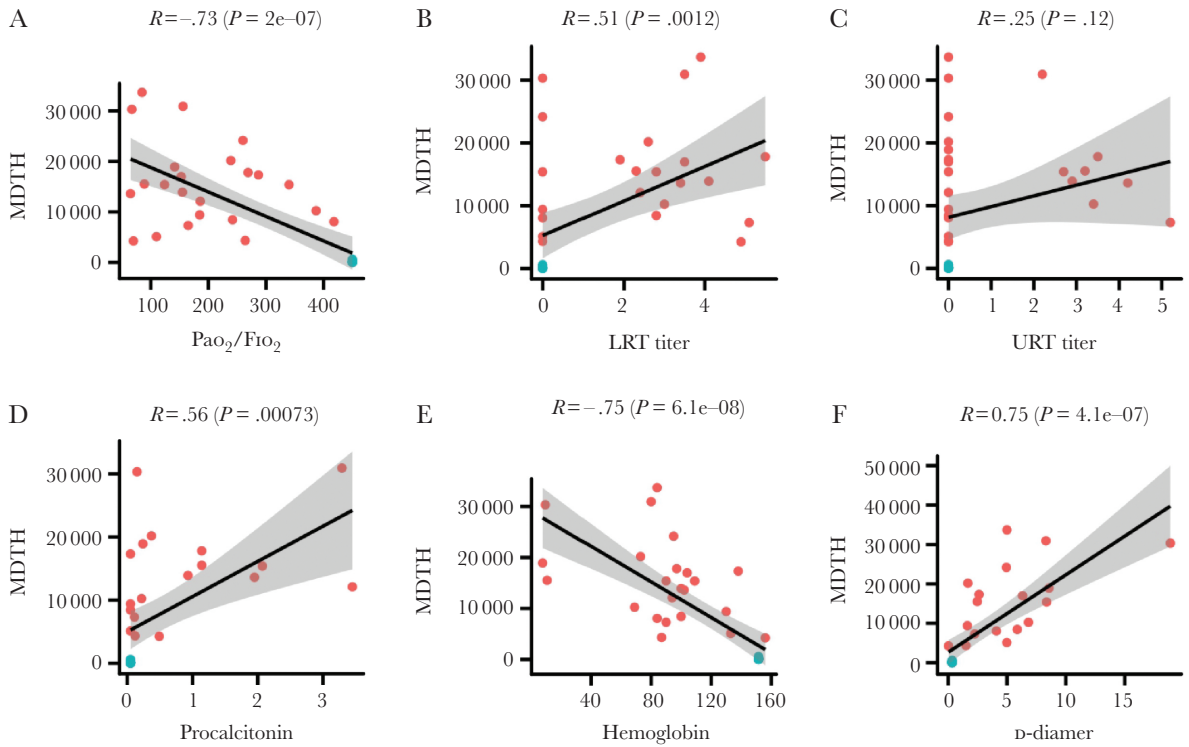 A
R=−.73 (P = 2e–07)
MDTH
30 000
20 000
10 000
0
100 200 300 400
Pao₂/Fio₂
B
R=.51 (P = .0012)
MDTH
30 000
20 000
10 000
0
0 2 4
LRT titer
C
R=.25 (P = .12)
MDTH
30 000
20 000
10 000
0
0 1 2 3 4 5
URT titer
D
R=.56 (P = .00073)
MDTH
30 000
20 000
10 000
0
0 1 2 3
Procalcitonin
E
R=−.75 (P = 6.1e–08)
MDTH
30 000
20 000
10 000
0
40 80 120 160
Hemoglobin
F
R=0.75 (P = 4.1e–07)
MDTH
50 000
40 000
30 000
20 000
10 000
0
0 5 10 15
D-diamer